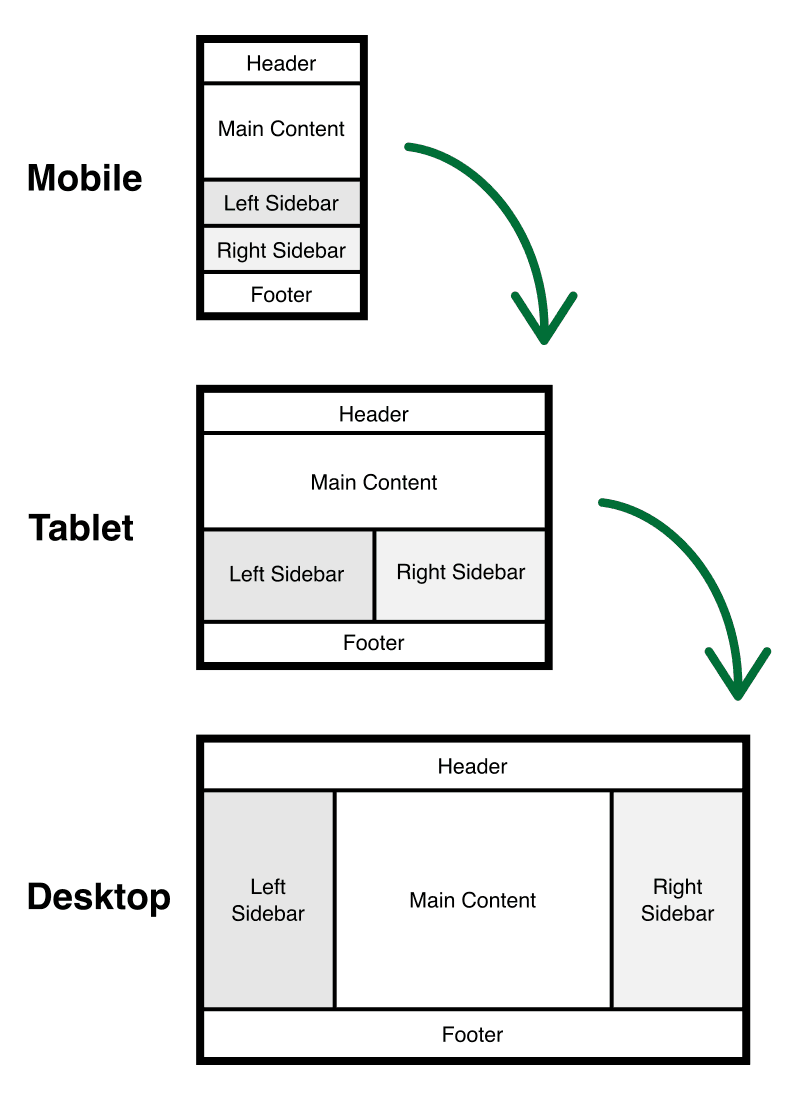 Mobile
Header
Main Content
Left Sidebar
Right Sidebar
Footer
Tablet
Header
Main Content
Left Sidebar
Right Sidebar
Footer
Desktop
Header
Left
Sidebar
Main Content
Right
Sidebar
Footer